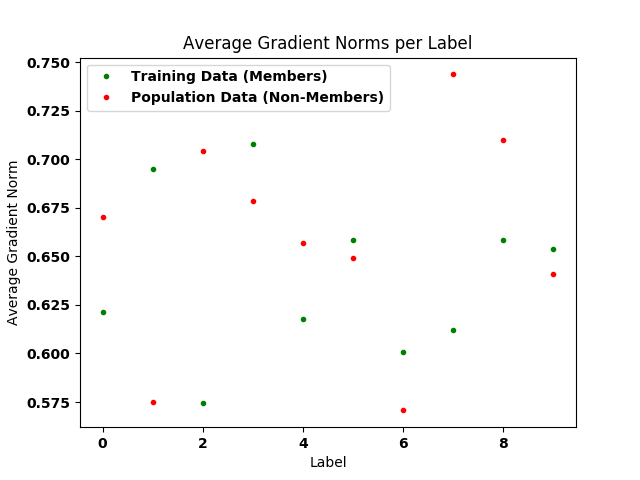 Average Gradient Norms per Label
Training Data (Members)
Population Data (Non-Members)
Average Gradient Norm
0.750
0.725
0.700
0.675
0.650
0.625
0.600
0.575
0 2 4 6 8
Label